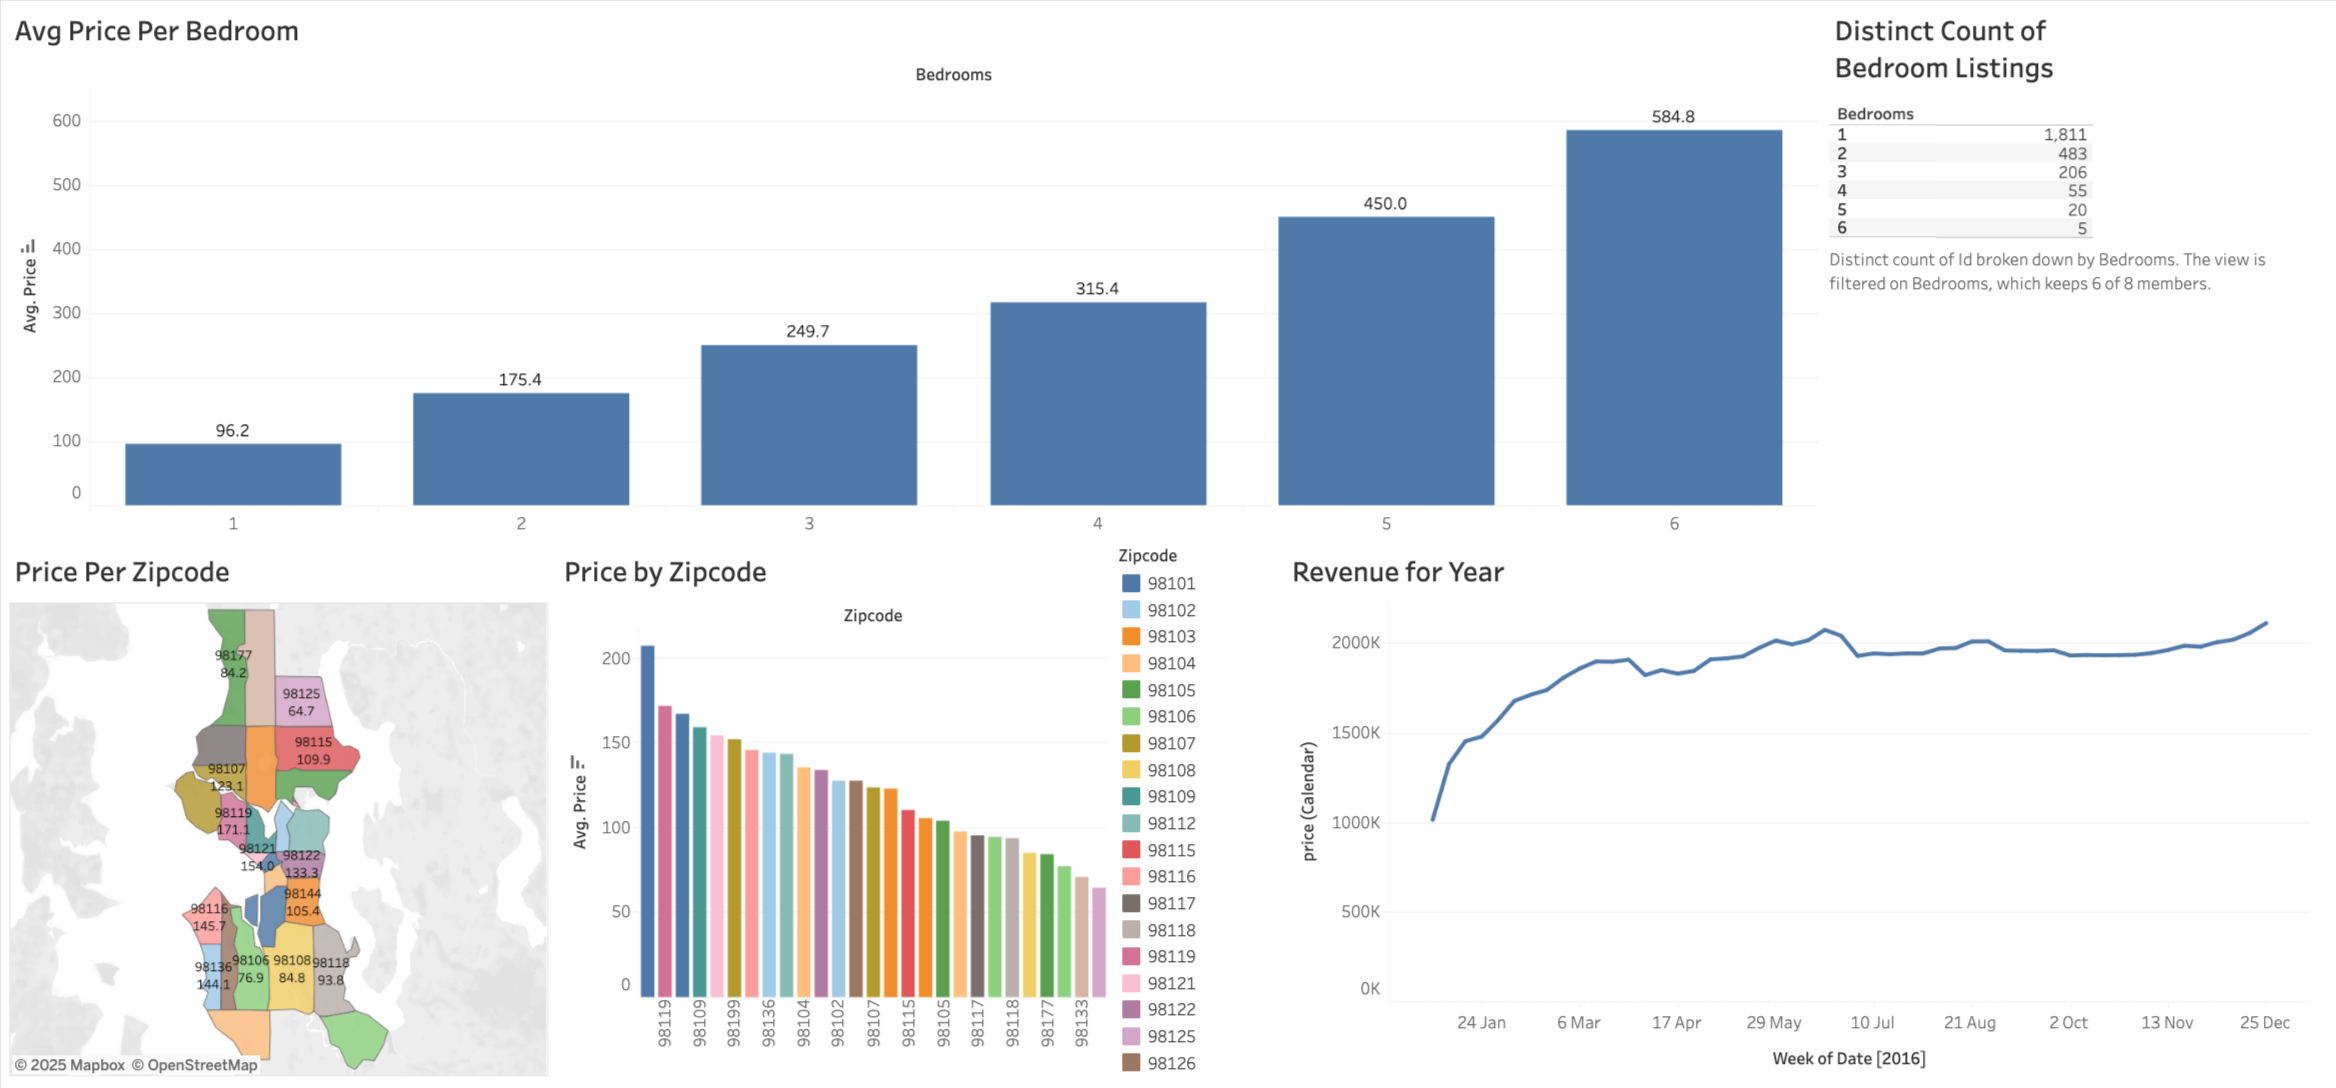 Avg Price Per Bedroom
Bedrooms
Avg. Price
600
500
400
300
200
100
0
96.2
175.4
249.7
315.4
450.0
584.8
1
2
3
4
5
6
Distinct Count of
Bedroom Listings
Bedrooms
1 1,811
2 483
3 206
4 55
5 20
6 5
Distinct count of Id broken down by Bedrooms. The view is
filtered on Bedrooms, which keeps 6 of 8 members.
Price Per Zipcode
98177
84.2
98125
64.7
98115
109.9
98107
123.1
98119
171.1
98121
154.0
98122
133.3
98144
105.4
98116
145.7
98136
144.1
98106
76.9
98108
84.8
98118
93.8
© 2025 Mapbox © OpenStreetMap
Price by Zipcode
Zipcode
Avg. Price
200
150
100
50
0
98119
98109
98199
98136
98104
98102
98107
98115
98105
98117
98118
98177
98133
Zipcode
98101
98102
98103
98104
98105
98106
98107
98108
98109
98112
98115
98116
98117
98118
98119
98121
98122
98125
98126
Revenue for Year
price (Calendar)
2000K
1500K
1000K
500K
0K
24 Jan
6 Mar
17 Apr
29 May
10 Jul
21 Aug
2 Oct
13 Nov
25 Dec
Week of Date [2016]